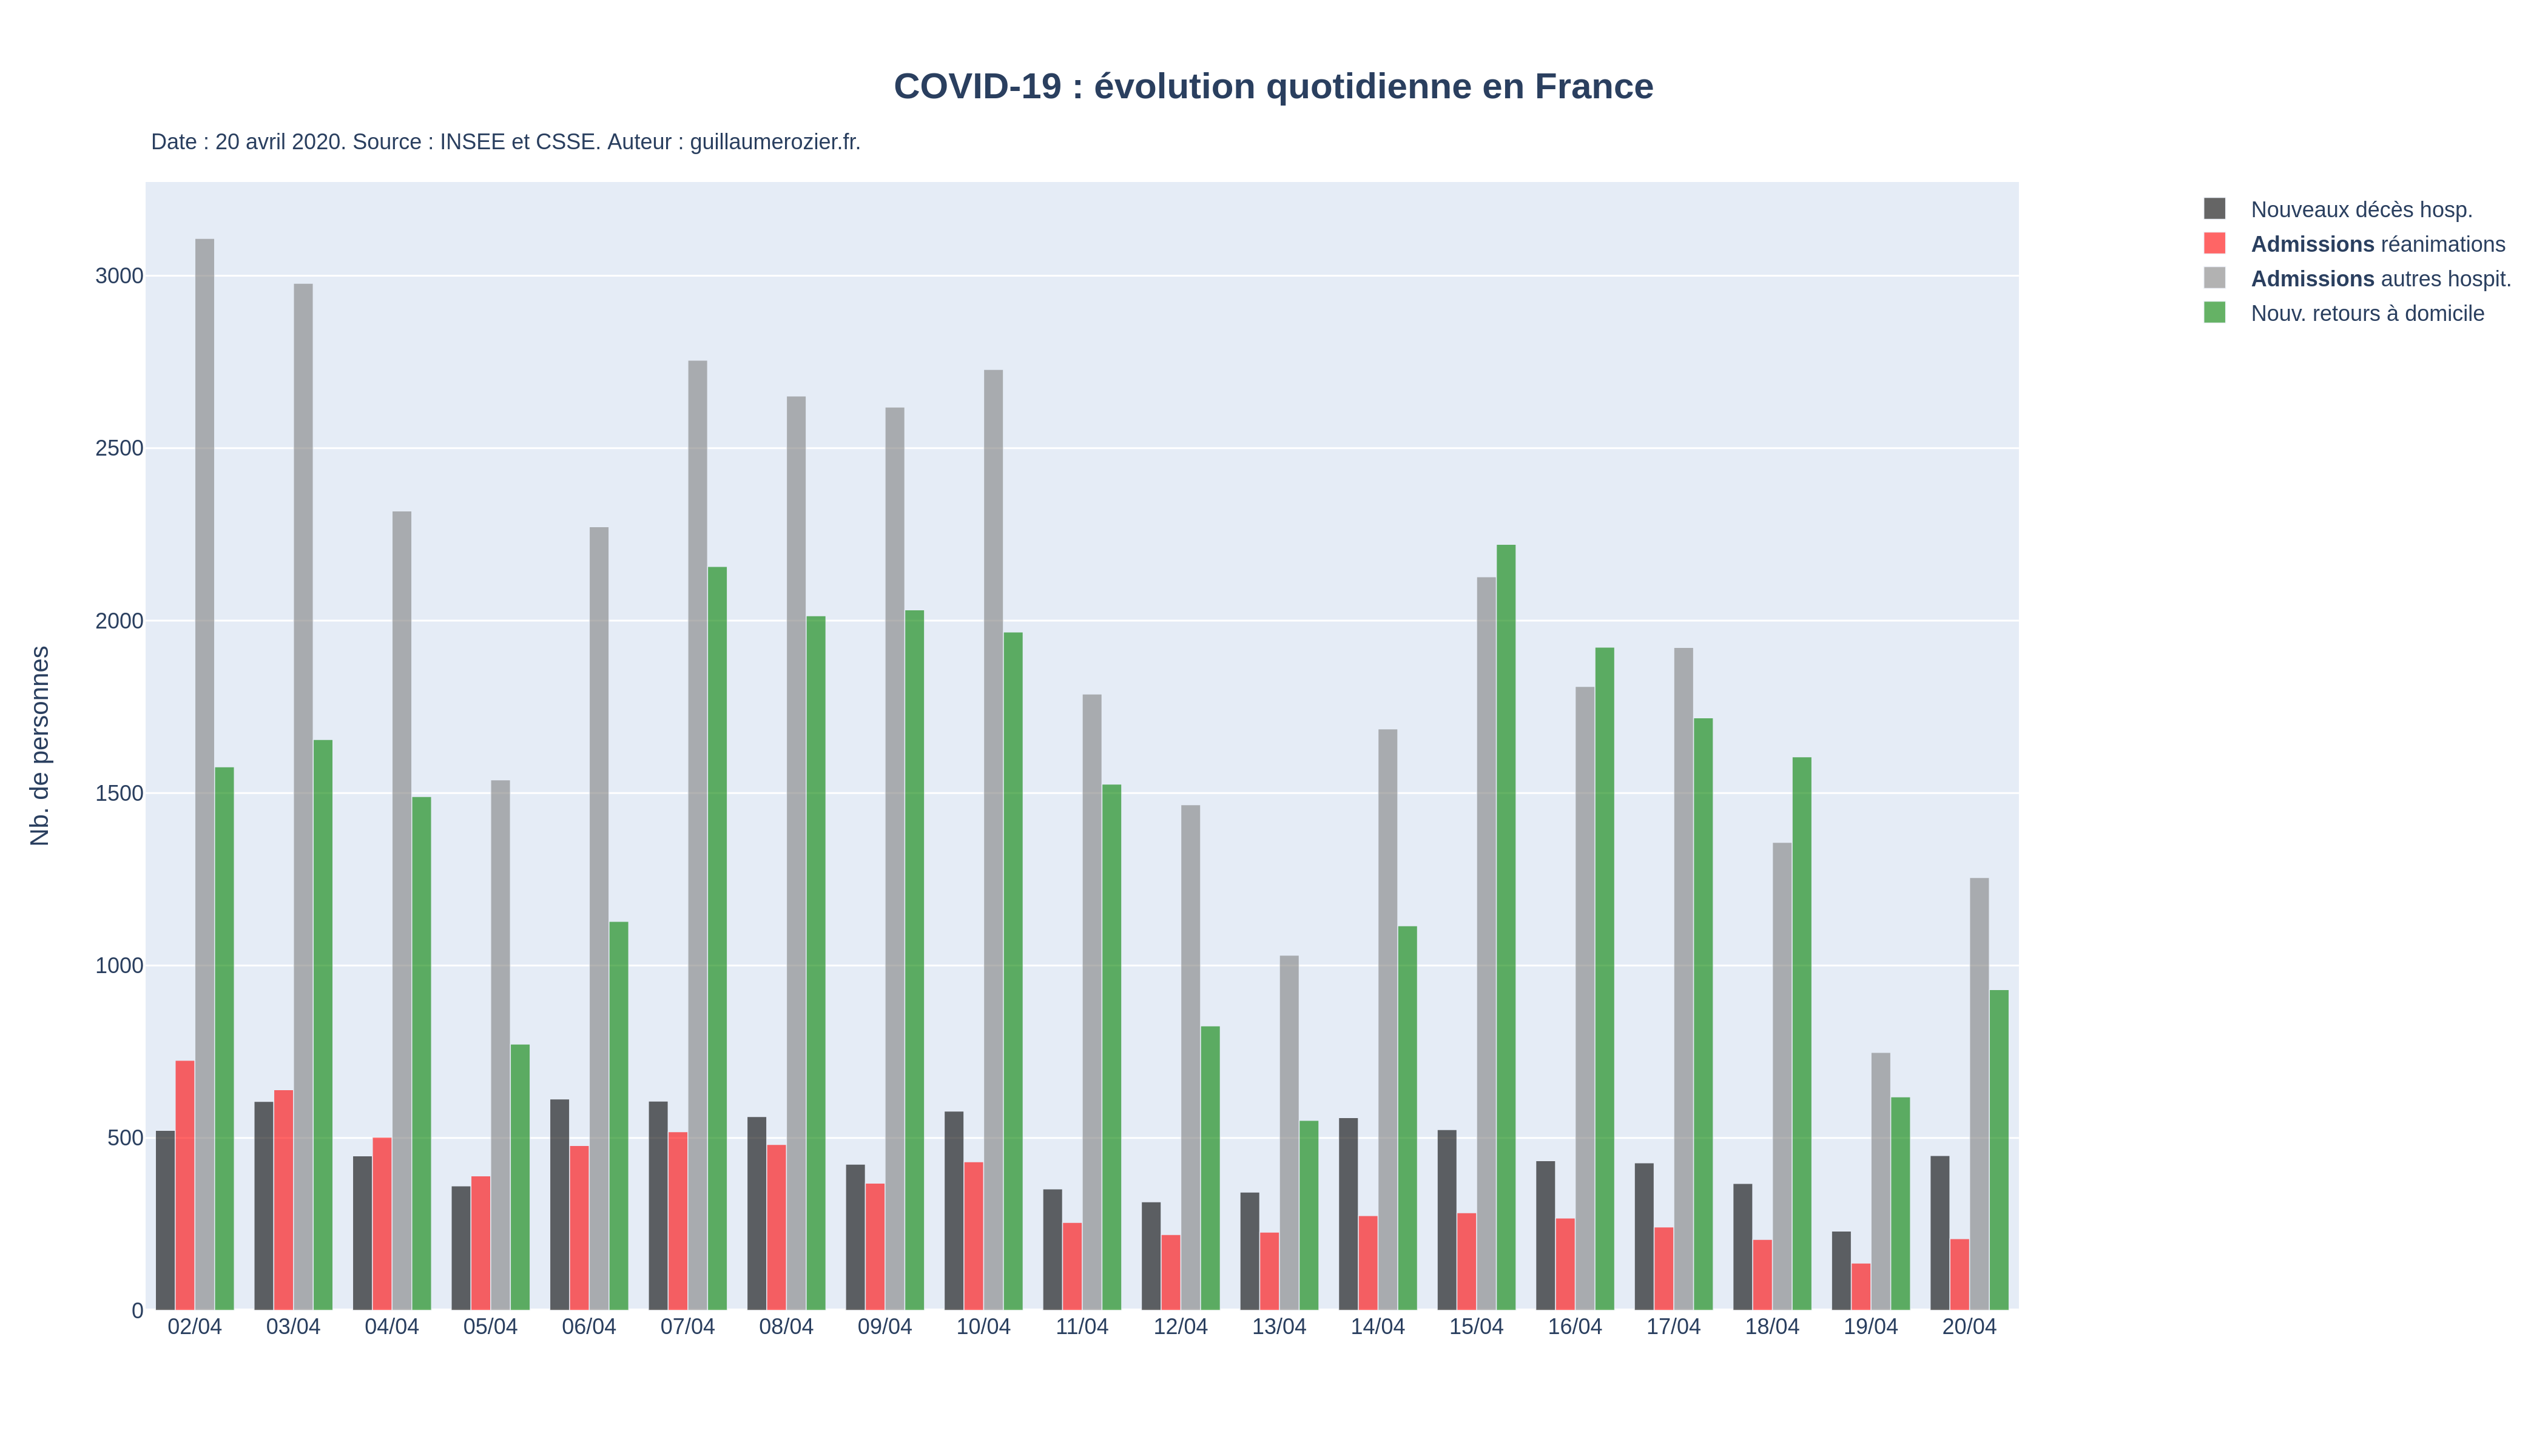 COVID-19 : évolution quotidienne en France
Date : 20 avril 2020. Source : INSEE et CSSE. Auteur : guillaumerozier.fr.
Nouveaux décès hosp.
Admissions réanimations
Admissions autres hospit.
Nouv. retours à domicile
Nb. de personnes
3000
2500
2000
1500
1000
500
0
02/04 03/04 04/04 05/04 06/04 07/04 08/04 09/04 10/04 11/04 12/04 13/04 14/04 15/04 16/04 17/04 18/04 19/04 20/04